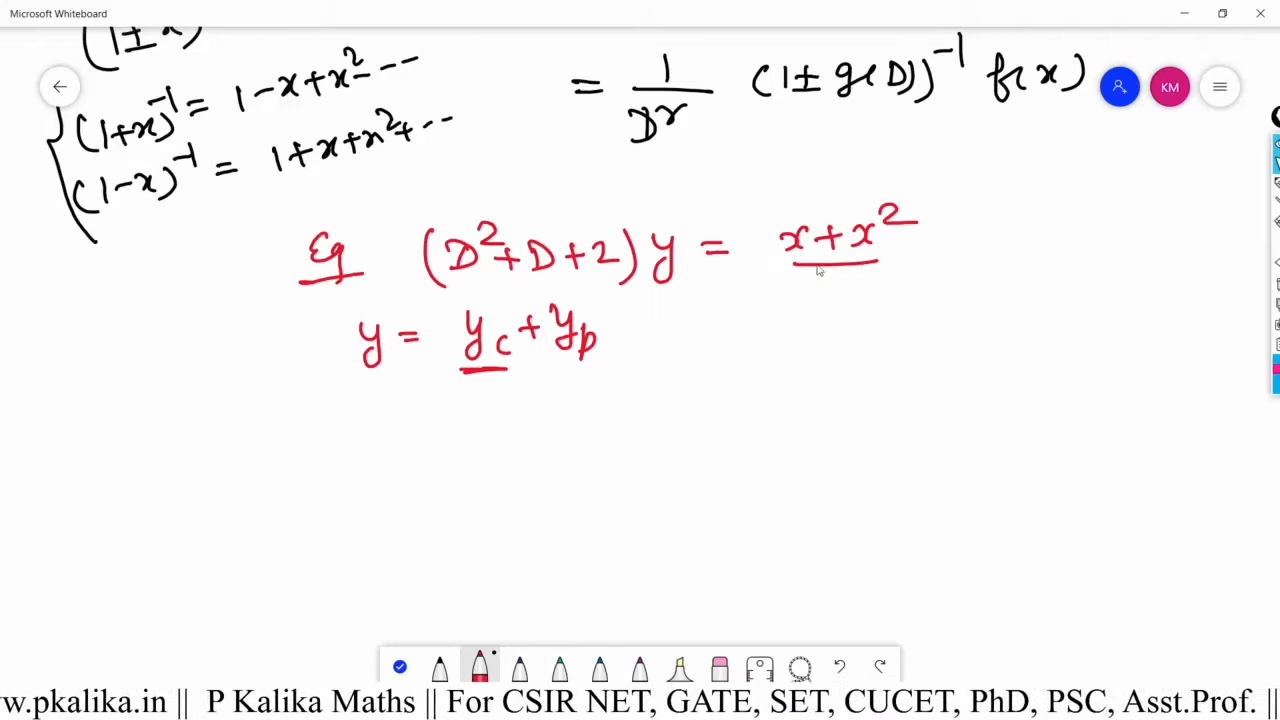 Microsoft Whiteboard
(1±x)
(1+x)⁻¹ = 1-x+x²- ...
(1-x)⁻¹ = 1+x+x²+ ...
= 1/Dʳ (1± g(D))⁻¹ f(x)
KM
Eg (D²+D+2)y = x+x²
y = y_c + y_p
w.pkalika.in || P Kalika Maths || For CSIR NET, GATE, SET, CUCET, PhD, PSC, Asst.Prof. ||